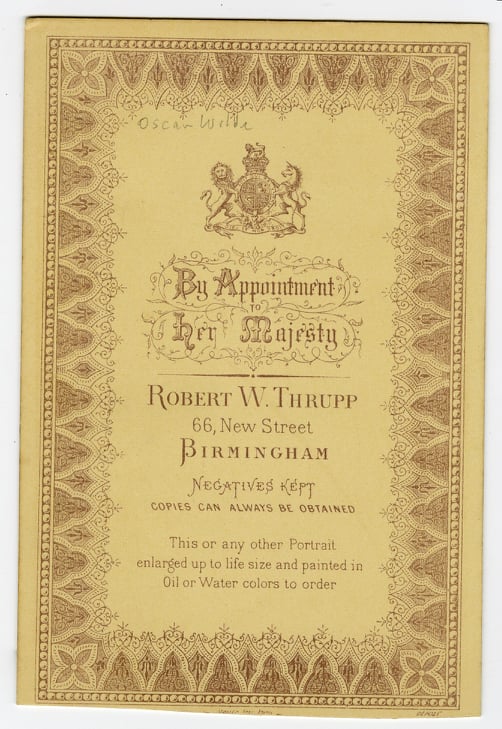 Oscar Wilde
By Appointment
TO
Her Majesty
ROBERT W. THRUPP
66, New Street
BIRMINGHAM
NEGATIVES KEPT
COPIES CAN ALWAYS BE OBTAINED
This or any other Portrait
enlarged up to life size and painted in
Oil or Water colors to order